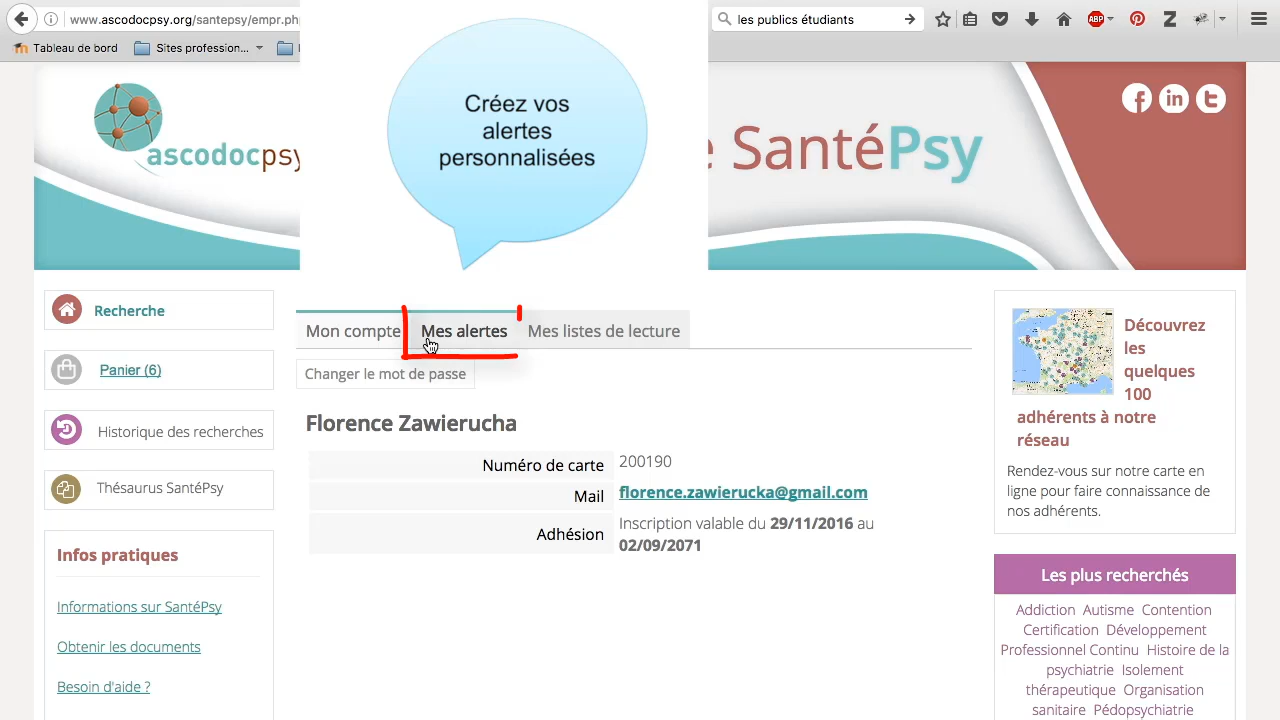 www.ascodocpsy.org/santepsy/empr.ph
les publics étudiants
ABP
Z
Tableau de bord
Sites profession...
Créez vos
alertes
personnalisées
ascodocpsy
SantéPsy
Recherche
Panier (6)
Historique des recherches
Thésaurus SantéPsy
Infos pratiques
Informations sur SantéPsy
Obtenir les documents
Besoin d'aide ?
Mon compte
Mes alertes
Mes listes de lecture
Changer le mot de passe
Florence Zawierucha
Numéro de carte 200190
Mail florence.zawierucka@gmail.com
Adhésion Inscription valable du 29/11/2016 au
02/09/2071
Découvrez
les
quelques
100
adhérents à notre
réseau
Rendez-vous sur notre carte en
ligne pour faire connaissance de
nos adhérents.
Les plus recherchés
Addiction Autisme Contention
Certification Développement
Professionnel Continu Histoire de la
psychiatrie Isolement
thérapeutique Organisation
sanitaire Pédopsychiatrie